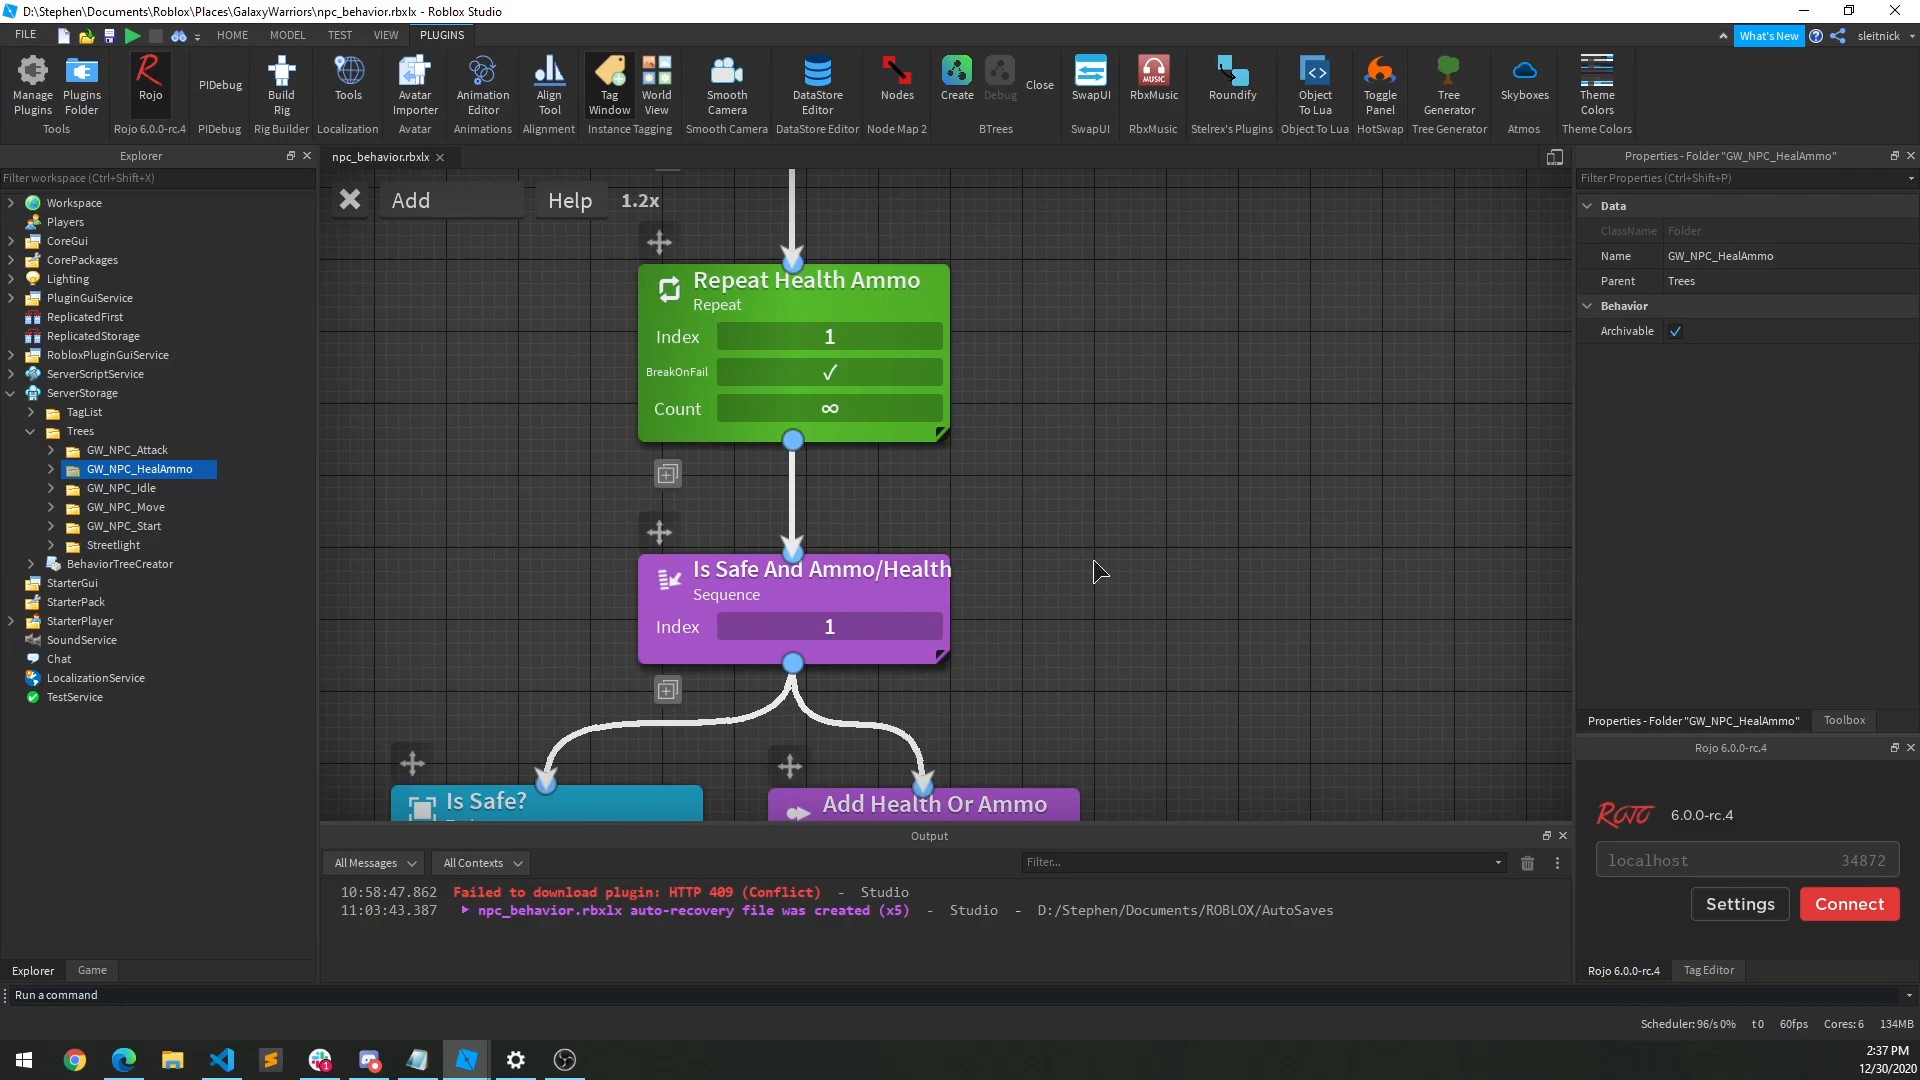 D:\Stephen\Documents\Roblox\Places\GalaxyWarriors\npc_behavior.rbxlx - Roblox Studio
FILE HOME MODEL TEST VIEW PLUGINS What's New sleitnick
Manage Plugins
Plugins Folder
Tools
Rojo
Rojo 6.0.0-rc.4
PIDebug
PIDebug
Build Rig
Rig Builder
Tools
Localization
Avatar Importer
Avatar
Animation Editor
Animations
Align Tool
Alignment
Tag Window
World View
Instance Tagging
Smooth Camera
Smooth Camera
DataStore Editor
DataStore Editor
Nodes
Node Map 2
Create
Debug
Close
BTrees
SwapUI
SwapUI
RbxMusic
RbxMusic
Roundify
Stelrex's Plugins
Object To Lua
Object To Lua
Toggle Panel
HotSwap
Tree Generator
Tree Generator
Skyboxes
Atmos
Theme Colors
Theme Colors
Explorer
Filter workspace (Ctrl+Shift+X)
Workspace
Players
CoreGui
CorePackages
Lighting
PluginGuiService
ReplicatedFirst
ReplicatedStorage
RobloxPluginGuiService
ServerScriptService
ServerStorage
TagList
Trees
GW_NPC_Attack
GW_NPC_HealAmmo
GW_NPC_Idle
GW_NPC_Move
GW_NPC_Start
Streetlight
BehaviorTreeCreator
StarterGui
StarterPack
StarterPlayer
SoundService
Chat
LocalizationService
TestService
Explorer Game
npc_behavior.rbxlx
Add Help 1.2x
Repeat Health Ammo
Repeat
Index 1
BreakOnFail ✓
Count ∞
Is Safe And Ammo/Health
Sequence
Index 1
Is Safe?
Add Health Or Ammo
Output
All Messages All Contexts Filter...
10:58:47.862 Failed to download plugin: HTTP 409 (Conflict) - Studio
11:03:43.387 npc_behavior.rbxlx auto-recovery file was created (x5) - Studio - D:/Stephen/Documents/ROBLOX/AutoSaves
Properties - Folder "GW_NPC_HealAmmo"
Filter Properties (Ctrl+Shift+P)
Data
ClassName Folder
Name GW_NPC_HealAmmo
Parent Trees
Behavior
Archivable
Properties - Folder "GW_NPC_HealAmmo" Toolbox
Rojo 6.0.0-rc.4
ROJO 6.0.0-rc.4
localhost 34872
Settings Connect
Rojo 6.0.0-rc.4 Tag Editor
Run a command
Scheduler: 96/s 0% t 0 60fps Cores: 6 134MB
2:37 PM
12/30/2020